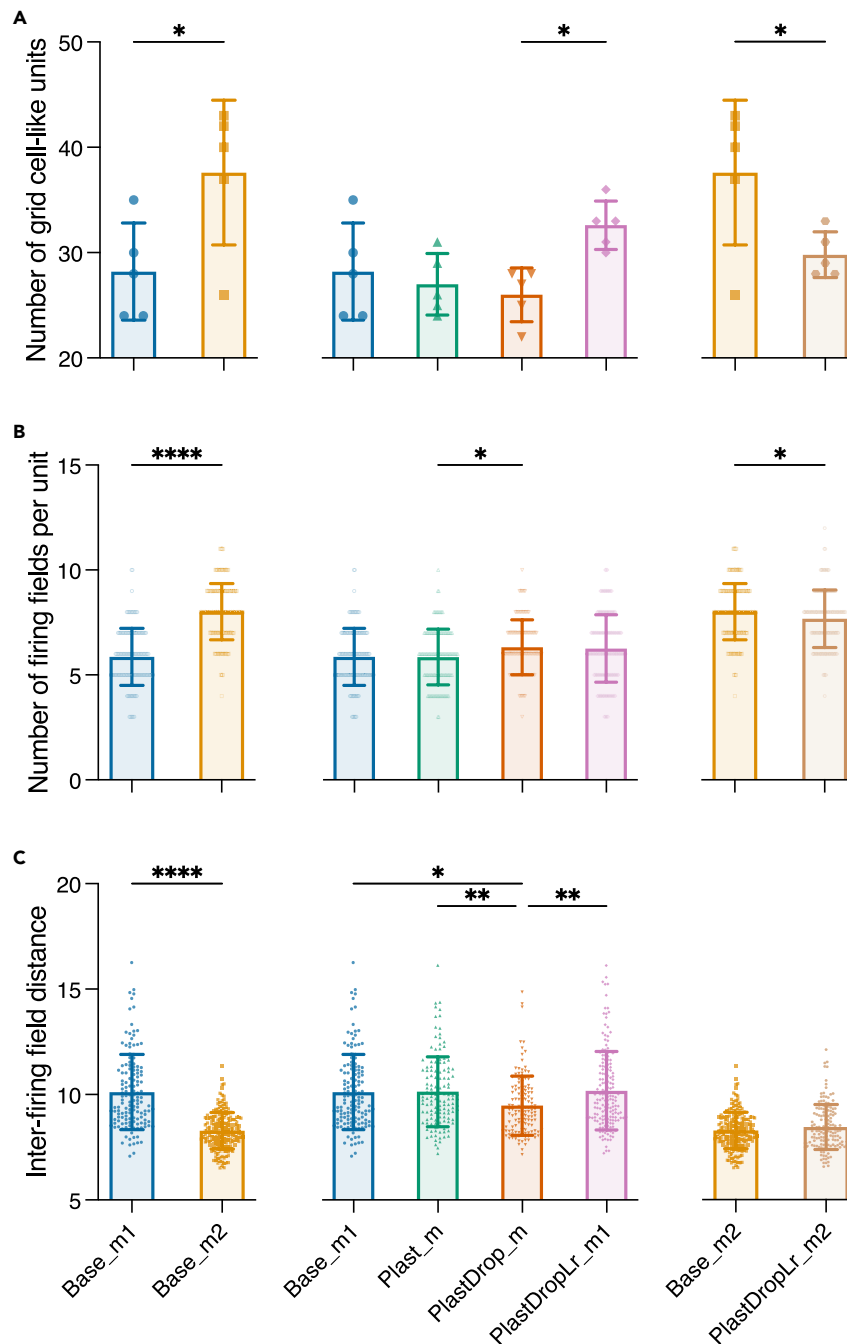 A
Number of grid cell-like units
50
40
30
20
*
*
*
B
Number of firing fields per unit
15
10
5
0
****
*
*
C
Inter-firing field distance
20
15
10
5
****
*
**
**
Base_m1
Base_m2
Base_m1
Plast_m
PlastDrop_m
PlastDropLr_m1
Base_m2
PlastDropLr_m2